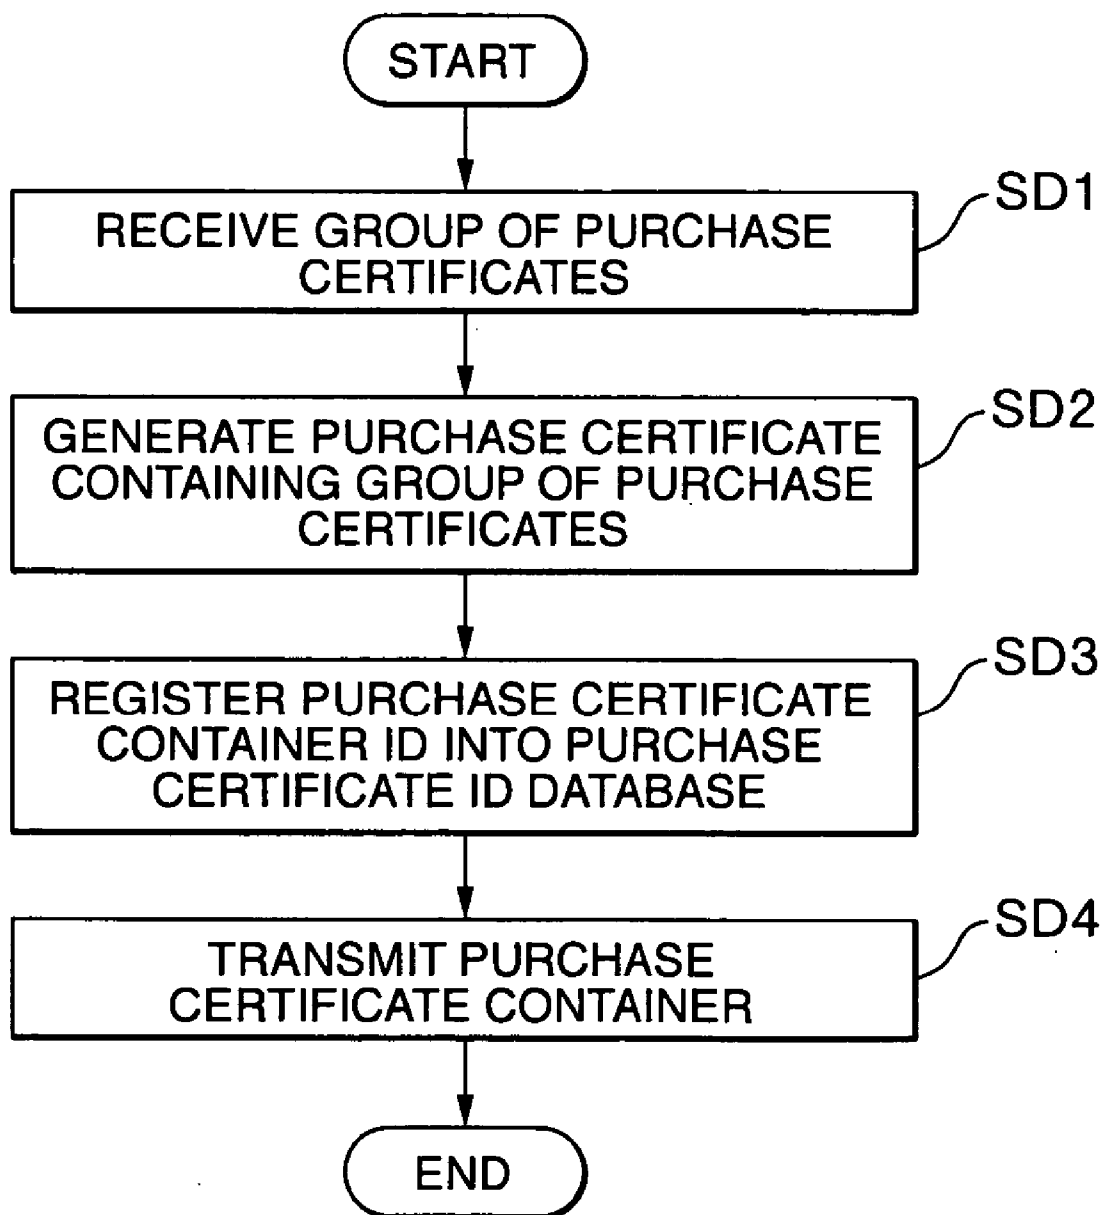 START
SD1
RECEIVE GROUP OF PURCHASE
CERTIFICATES
SD2
GENERATE PURCHASE CERTIFICATE
CONTAINING GROUP OF PURCHASE
CERTIFICATES
SD3
REGISTER PURCHASE CERTIFICATE
CONTAINER ID INTO PURCHASE
CERTIFICATE ID DATABASE
SD4
TRANSMIT PURCHASE
CERTIFICATE CONTAINER
END